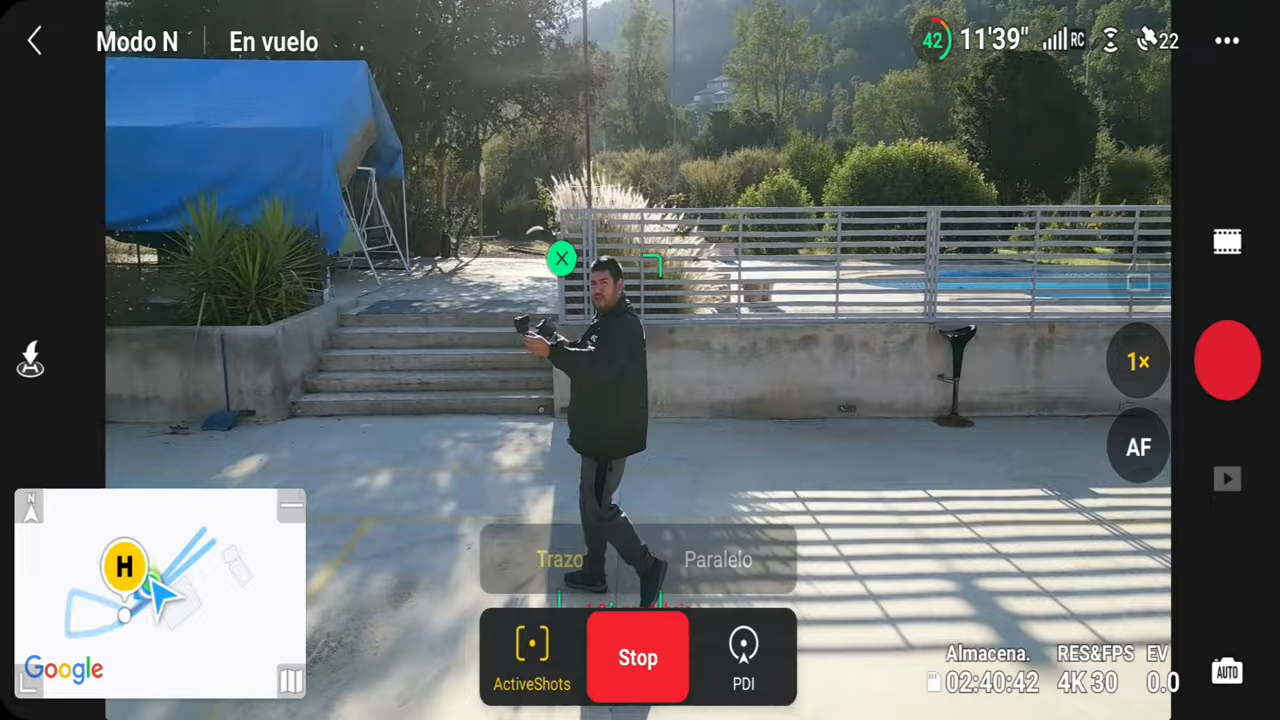 Modo N | En vuelo
42 11'39" RC 22
X
1×
AF
N
H
Google
Trazo Paralelo
ActiveShots Stop PDI
Almacena. RES&FPS EV
02:40:42 4K 30 0.0
AUTO